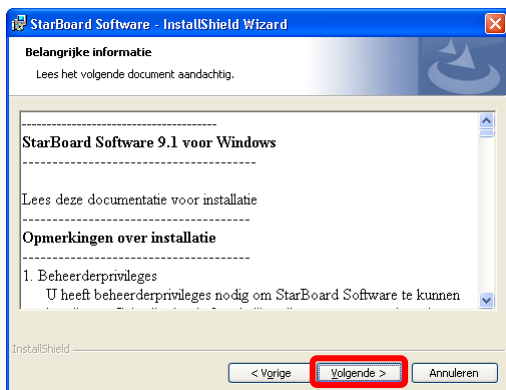 StarBoard Software - InstallShield Wizard
Belangrijke informatie
Lees het volgende document aandachtig.
---------------------------------------
StarBoard Software 9.1 voor Windows
---------------------------------------
Lees deze documentatie voor installatie
---------------------------------------
Opmerkingen over installatie
---------------------------------------
1. Beheerderprivileges
U heeft beheerderprivileges nodig om StarBoard Software te kunnen
InstallShield
< Vorige Volgende > Annuleren